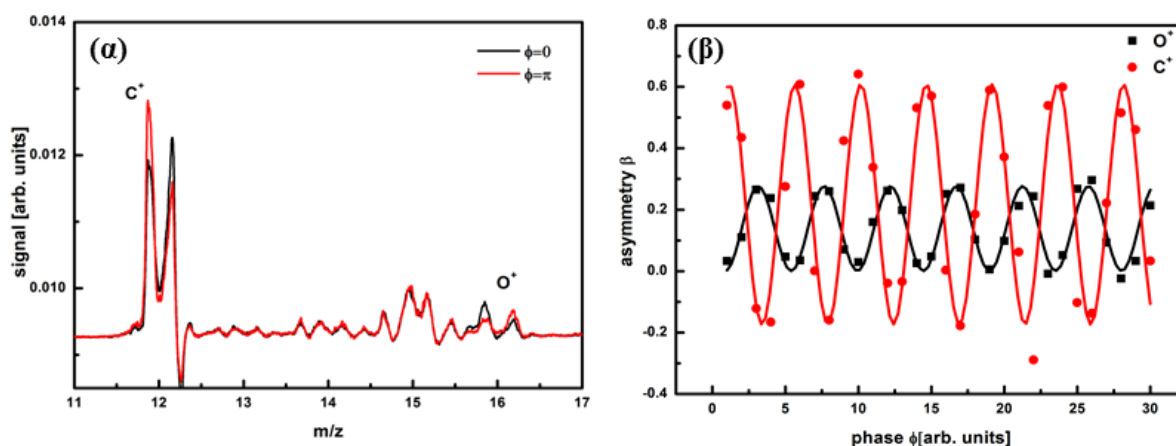 (α)
ϕ=0
ϕ=π
C⁺
O⁺
signal [arb. units]
0.014
0.012
0.010
11 12 13 14 15 16 17
m/z
(β)
O⁺
C⁺
asymmetry β
0.8
0.6
0.4
0.2
0.0
-0.2
-0.4
0 5 10 15 20 25 30
phase ϕ[arb. units]